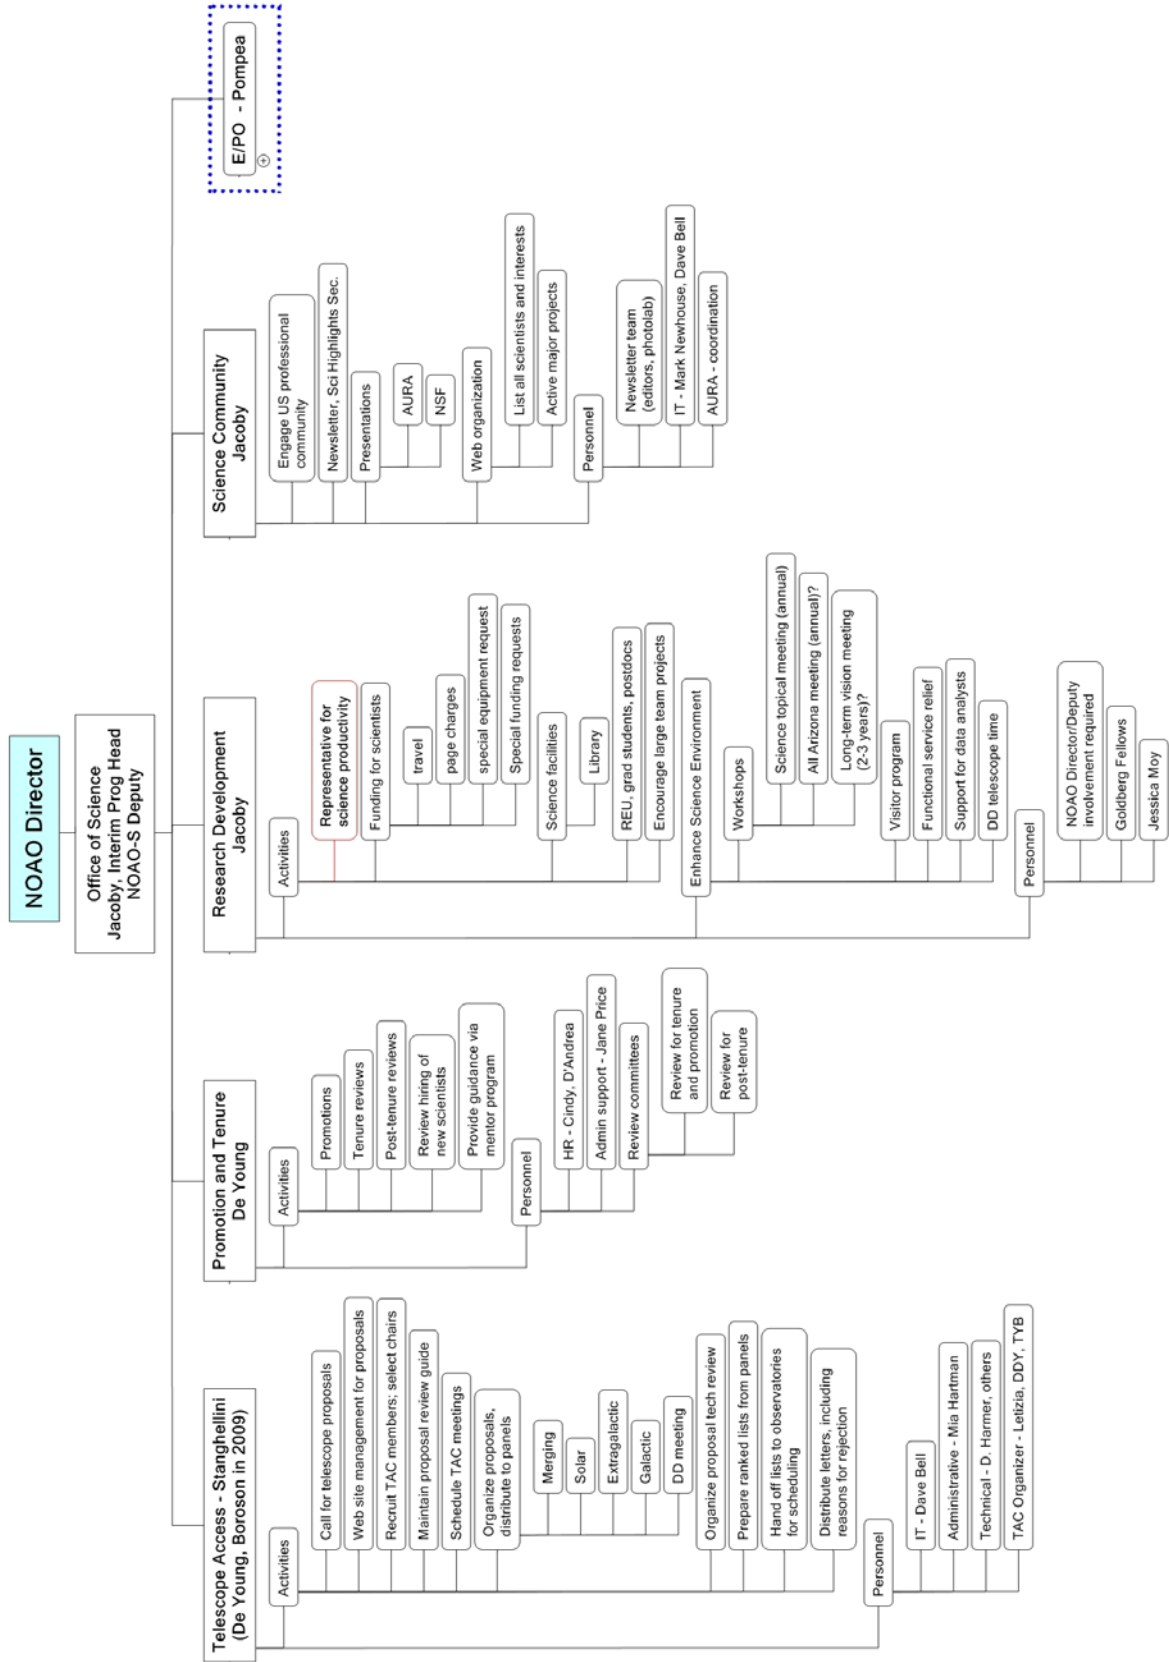 NOAO Director
Office of Science
Jacoby, Interim Prog Head
NOAO-S Deputy
Telescope Access - Stanghellini
(De Young, Boroson in 2009)
Activities
Call for telescope proposals
Web site management for proposals
Recruit TAC members; select chairs
Maintain proposal review guide
Schedule TAC meetings
Organize proposals,
distribute to panels
Merging
Solar
Extragalactic
Galactic
DD meeting
Organize proposal tech review
Prepare ranked lists from panels
Hand off lists to observatories
for scheduling
Distribute letters, including
reasons for rejection
Personnel
IT - Dave Bell
Administrative - Mia Hartman
Technical - D. Harmer, others
TAC Organizer - Letizia, DDY, TYB
Promotion and Tenure
De Young
Activities
Promotions
Tenure reviews
Post-tenure reviews
Review hiring of
new scientists
Provide guidance via
mentor program
Personnel
HR - Cindy, D'Andrea
Admin support - Jane Price
Review committees
Review for tenure
and promotion
Review for
post-tenure
Research Development
Jacoby
Activities
Representative for
science productivity
Funding for scientists
travel
page charges
special equipment request
Special funding requests
Science facilities
Library
REU, grad students, postdocs
Encourage large team projects
Enhance Science Environment
Workshops
Science topical meeting (annual)
All Arizona meeting (annual)?
Long-term vision meeting
(2-3 years)?
Visitor program
Functional service relief
Support for data analysts
DD telescope time
Personnel
NOAO Director/Deputy
involvement required
Goldberg Fellows
Jessica Moy
Science Community
Jacoby
Engage US professional
community
Newsletter, Sci Highlights Sec.
Presentations
AURA
NSF
Web organization
List all scientists and interests
Active major projects
Personnel
Newsletter team
(editors, photolab)
IT - Mark Newhouse, Dave Bell
AURA - coordination
E/PO - Pompea